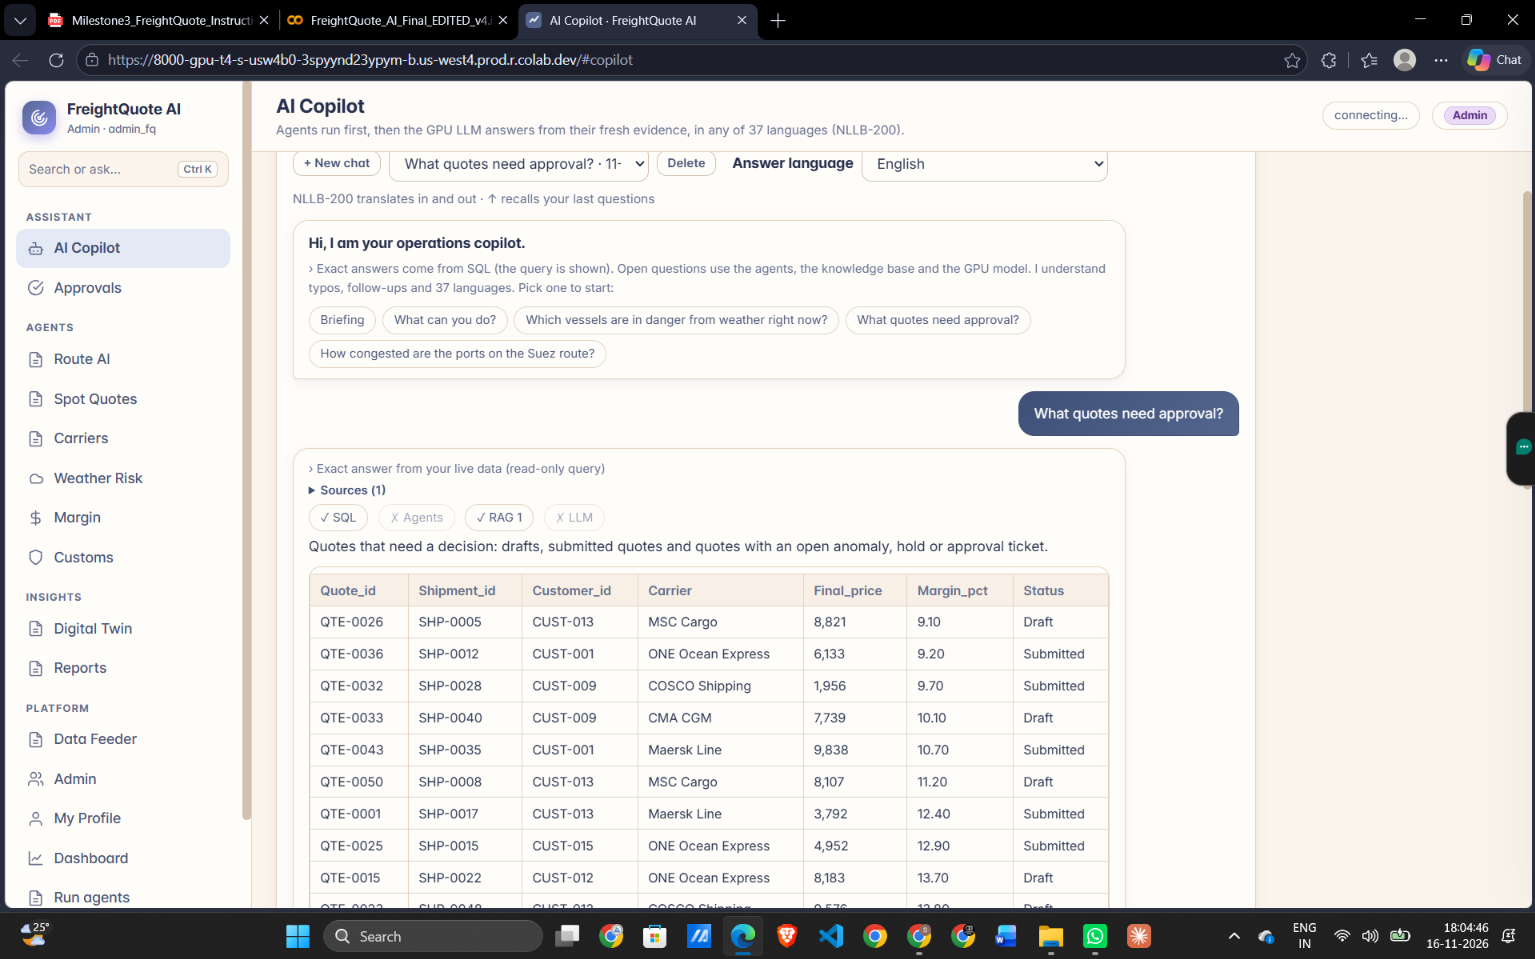 Milestone3_FreightQuote_Instructi
FreightQuote_AI_Final_EDITED_v4.i
AI Copilot · FreightQuote AI
https://8000-gpu-t4-s-usw4b0-3spyynd23ypym-b.us-west4.prod.r.colab.dev/#copilot
Chat
FreightQuote AI
Admin · admin_fq
Search or ask...
Ctrl K
ASSISTANT
AI Copilot
Approvals
AGENTS
Route AI
Spot Quotes
Carriers
Weather Risk
Margin
Customs
INSIGHTS
Digital Twin
Reports
PLATFORM
Data Feeder
Admin
My Profile
Dashboard
Run agents
AI Copilot
Agents run first, then the GPU LLM answers from their fresh evidence, in any of 37 languages (NLLB-200).
connecting...
Admin
+ New chat
What quotes need approval? · 11-
Delete
Answer language
English
NLLB-200 translates in and out · ↑ recalls your last questions
Hi, I am your operations copilot.
› Exact answers come from SQL (the query is shown). Open questions use the agents, the knowledge base and the GPU model. I understand
typos, follow-ups and 37 languages. Pick one to start:
Briefing
What can you do?
Which vessels are in danger from weather right now?
What quotes need approval?
How congested are the ports on the Suez route?
What quotes need approval?
› Exact answer from your live data (read-only query)
▶ Sources (1)
✓ SQL
✗ Agents
✓ RAG 1
✗ LLM
Quotes that need a decision: drafts, submitted quotes and quotes with an open anomaly, hold or approval ticket.
Quote_id Shipment_id Customer_id Carrier Final_price Margin_pct Status
QTE-0026 SHP-0005 CUST-013 MSC Cargo 8,821 9.10 Draft
QTE-0036 SHP-0012 CUST-001 ONE Ocean Express 6,133 9.20 Submitted
QTE-0032 SHP-0028 CUST-009 COSCO Shipping 1,956 9.70 Submitted
QTE-0033 SHP-0040 CUST-009 CMA CGM 7,739 10.10 Draft
QTE-0043 SHP-0035 CUST-001 Maersk Line 9,838 10.70 Submitted
QTE-0050 SHP-0008 CUST-013 MSC Cargo 8,107 11.20 Draft
QTE-0001 SHP-0017 CUST-013 Maersk Line 3,792 12.40 Submitted
QTE-0025 SHP-0015 CUST-015 ONE Ocean Express 4,952 12.90 Submitted
QTE-0015 SHP-0022 CUST-012 ONE Ocean Express 8,183 13.70 Draft
25°
Search
ENG
IN
18:04:46
16-11-2026